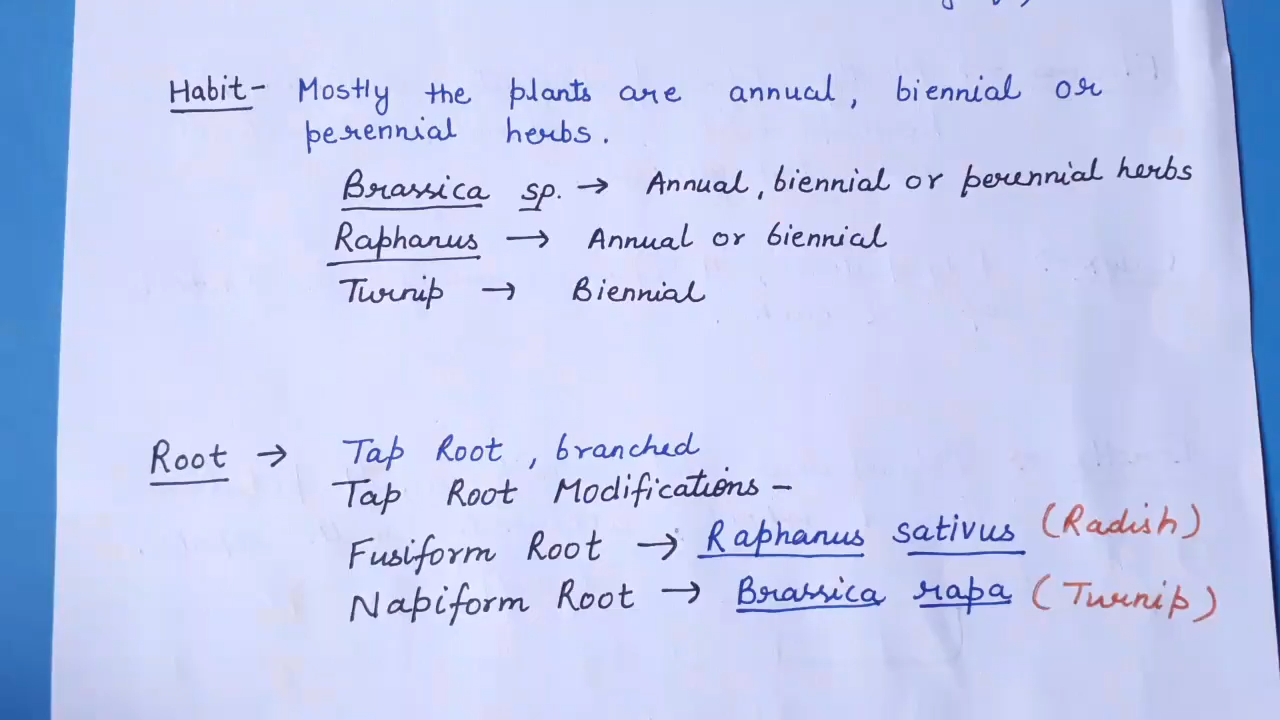 Habit- Mostly the plants are annual, biennial or
perennial herbs.
Brassica sp. → Annual, biennial or perennial herbs
Raphanus → Annual or biennial
Turnip → Biennial
Root → Tap Root, branched
Tap Root Modifications -
Fusiform Root → Raphanus sativus (Radish)
Napiform Root → Brassica rapa (Turnip)